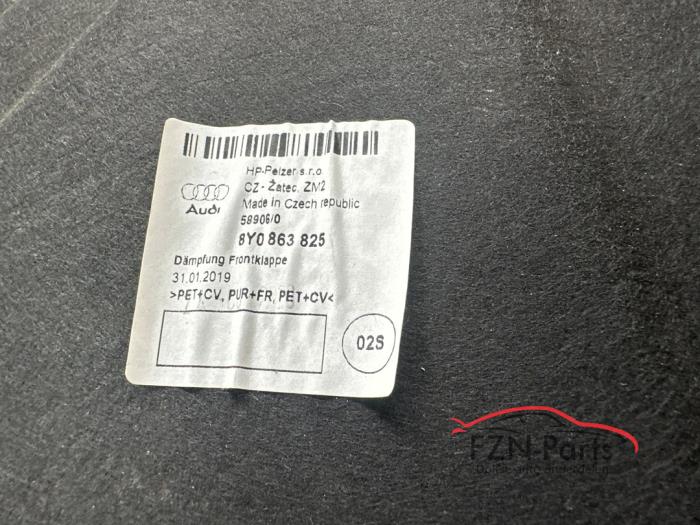 HP-Pelzer s.r.o
CZ - Žatec, ZM2
Made in Czech republic
58906/0
Audi
8Y0 863 825
Dämpfung Frontklappe
31.01.2019
>PET+CV, PUR+FR, PET+CV<
02S
FZN-Parts